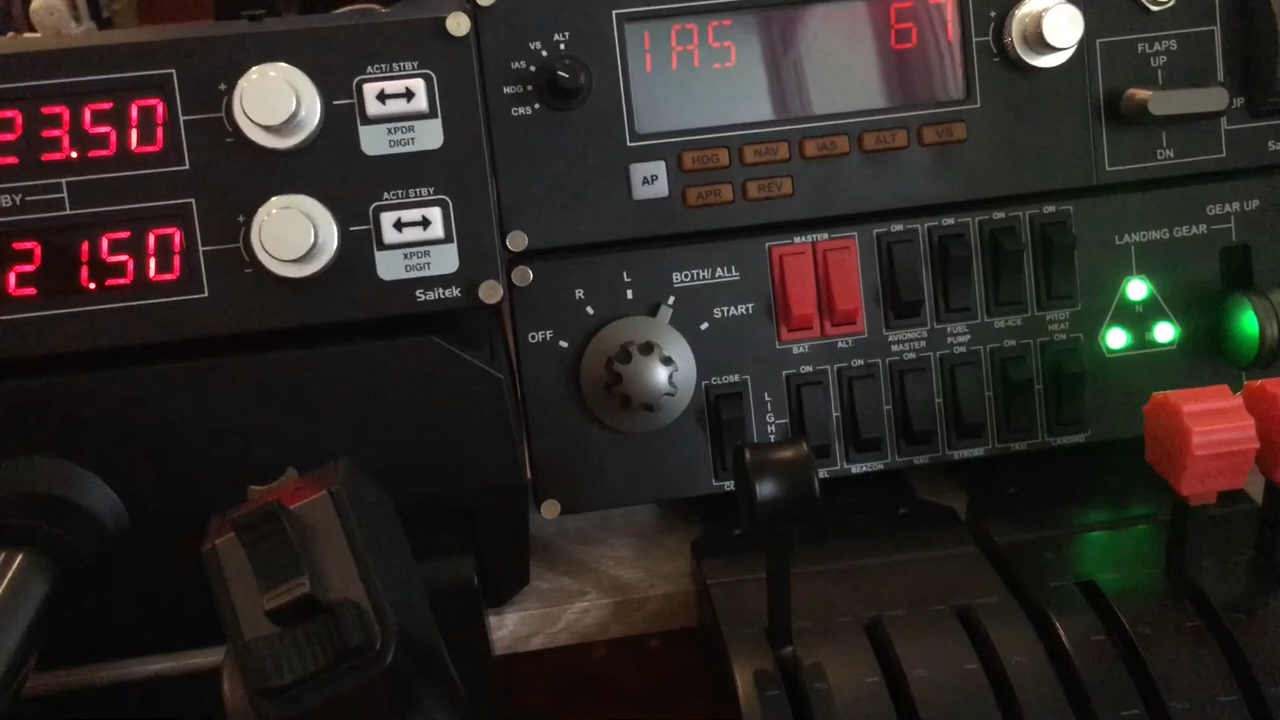 23.50
ACT/ STBY
XPDR
DIGIT
BY
21.50
ACT/ STBY
XPDR
DIGIT
Saitek
ALT
VS
IAS
HDG
CRS
IAS 67
AP
HDG NAV IAS ALT VS
APR REV
FLAPS
UP
DN
GEAR UP
LANDING GEAR
N
OFF
R
L
BOTH/ ALL
START
MASTER
BAT. ALT.
ON ON ON ON
AVIONICS
MASTER
FUEL
PUMP
DE-ICE
PITOT
HEAT
CLOSE
LIGHT
ON ON ON ON ON ON
BEACON NAV STROBE TAXI LANDING